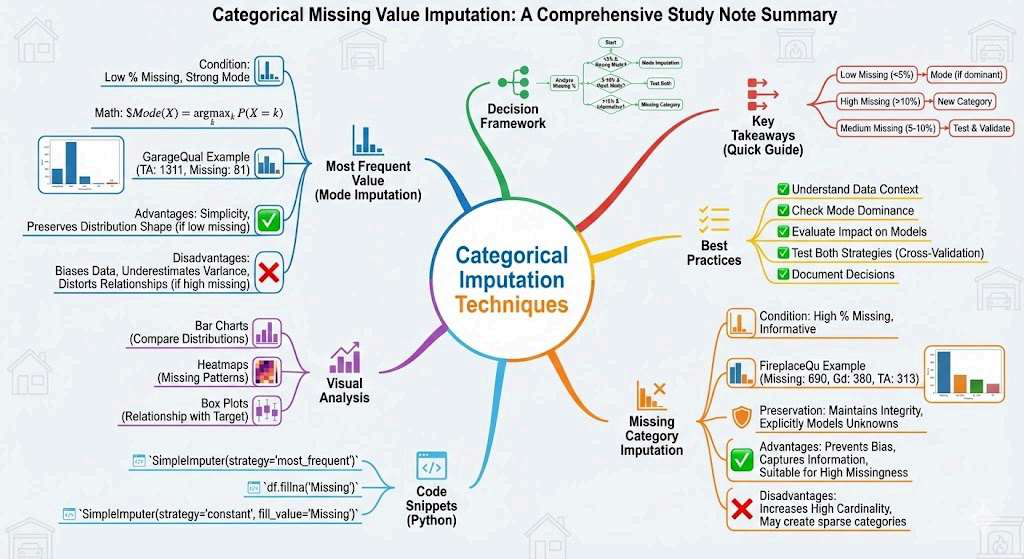 Categorical Missing Value Imputation: A Comprehensive Study Note Summary
Condition:
Low % Missing, Strong Mode
Math: $Mode(X) = argmax_k P(X = k)
k
GarageQual Example
(TA: 1311, Missing: 81)
Advantages: Simplicity,
Preserves Distribution Shape (if low missing)
Disadvantages:
Biases Data, Underestimates Variance,
Distorts Relationships (if high missing)
Most Frequent
Value
(Mode Imputation)
Decision
Framework
Start
Analyze
Missing %
Mode Imputation
Test Both
Missing Category
Key
Takeaways
(Quick Guide)
Low Missing (<5%)
Mode (if dominant)
High Missing (>10%)
New Category
Medium Missing (5-10%)
Test & Validate
Best
Practices
Understand Data Context
Check Mode Dominance
Evaluate Impact on Models
Test Both Strategies (Cross-Validation)
Document Decisions
Categorical
Imputation
Techniques
Bar Charts
(Compare Distributions)
Heatmaps
(Missing Patterns)
Box Plots
(Relationship with Target)
Visual
Analysis
Missing
Category
Imputation
Condition: High % Missing,
Informative
FireplaceQu Example
(Missing: 690, Gd: 380, TA: 313)
Preservation: Maintains Integrity,
Explicitly Models Unknowns
Advantages: Prevents Bias,
Captures Information,
Suitable for High Missingness
Disadvantages:
Increases High Cardinality,
May create sparse categories
`SimpleImputer(strategy='most_frequent')`
`df.fillna('Missing')`
`SimpleImputer(strategy='constant', fill_value='Missing')`
Code
Snippets
(Python)